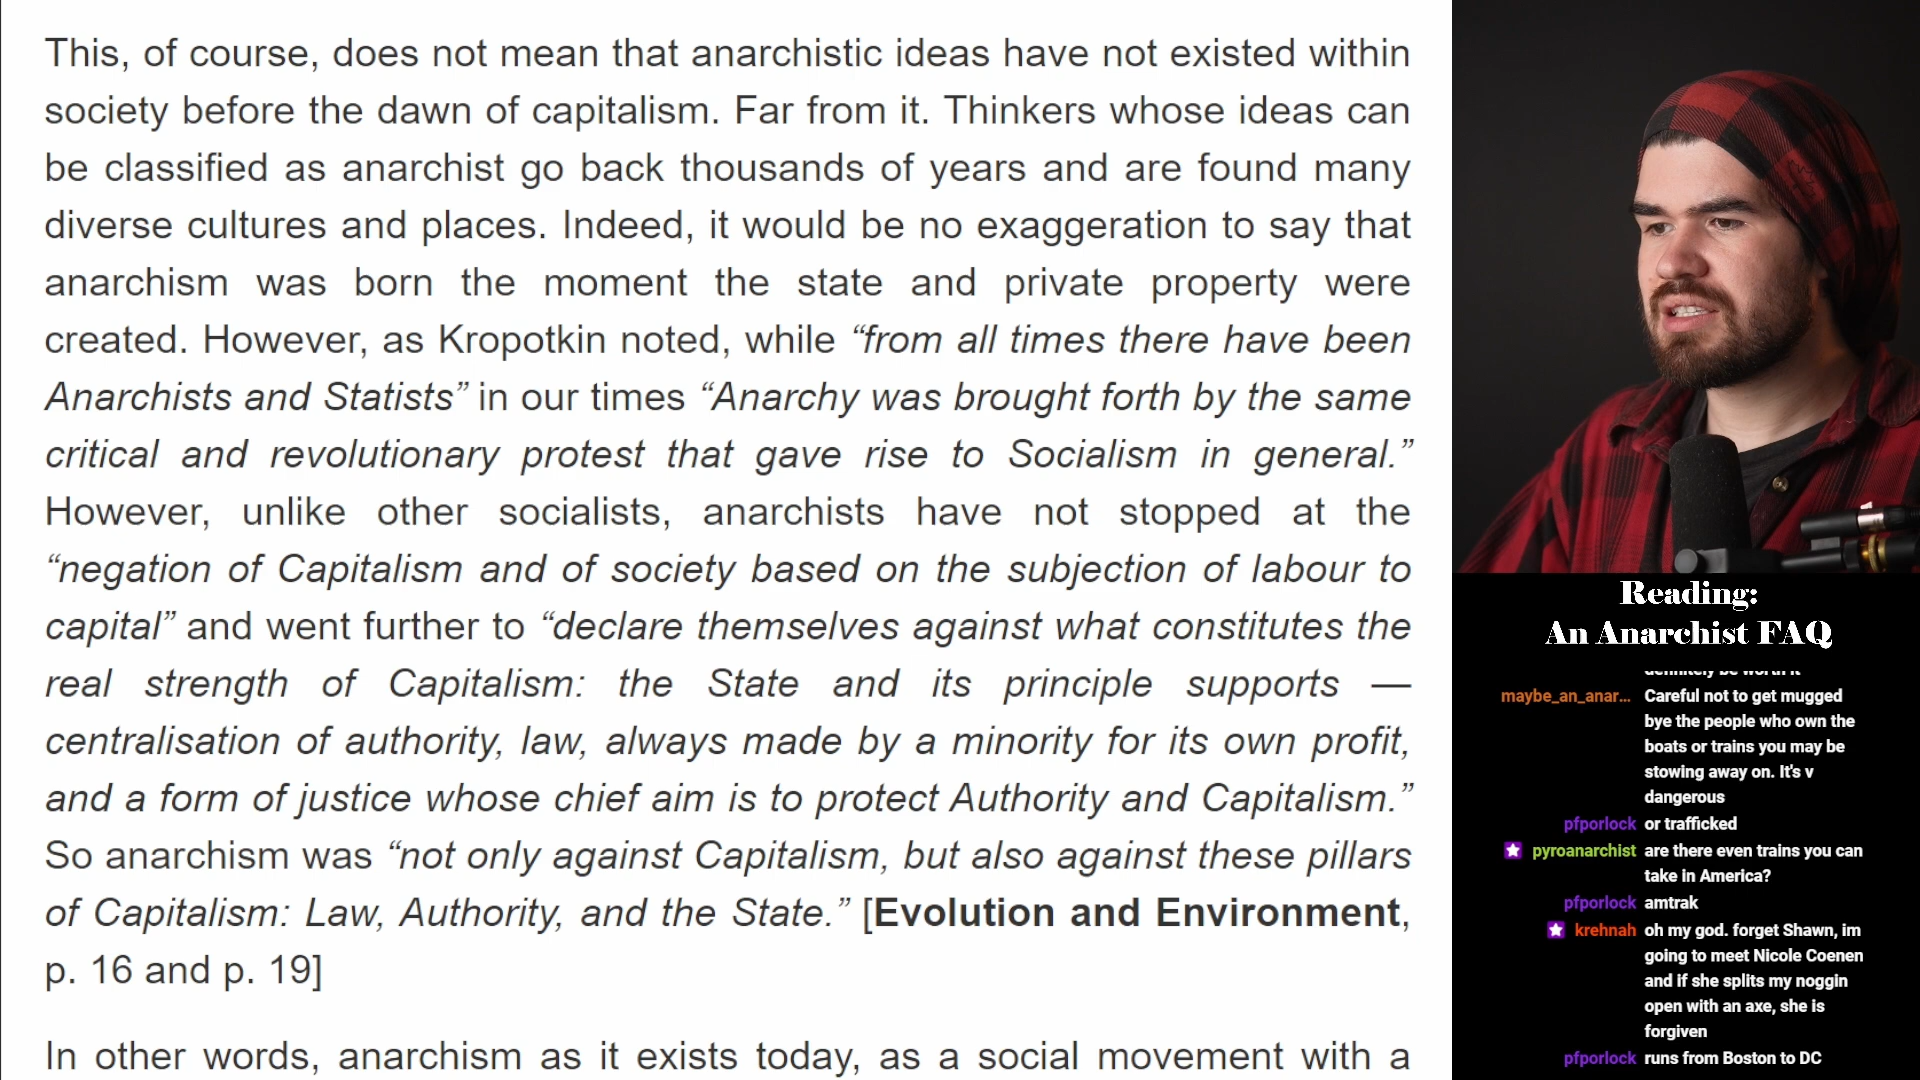 This, of course, does not mean that anarchistic ideas have not existed within
society before the dawn of capitalism. Far from it. Thinkers whose ideas can
be classified as anarchist go back thousands of years and are found many
diverse cultures and places. Indeed, it would be no exaggeration to say that
anarchism was born the moment the state and private property were
created. However, as Kropotkin noted, while “from all times there have been
Anarchists and Statists” in our times “Anarchy was brought forth by the same
critical and revolutionary protest that gave rise to Socialism in general.”
However, unlike other socialists, anarchists have not stopped at the
“negation of Capitalism and of society based on the subjection of labour to
capital” and went further to “declare themselves against what constitutes the
real strength of Capitalism: the State and its principle supports —
centralisation of authority, law, always made by a minority for its own profit,
and a form of justice whose chief aim is to protect Authority and Capitalism.”
So anarchism was “not only against Capitalism, but also against these pillars
of Capitalism: Law, Authority, and the State.” [Evolution and Environment,
p. 16 and p. 19]
In other words, anarchism as it exists today, as a social movement with a
Reading:
An Anarchist FAQ
definitely be worth it
maybe_an_anar... Careful not to get mugged
bye the people who own the
boats or trains you may be
stowing away on. It's v
dangerous
pfporlock or trafficked
pyroanarchist are there even trains you can
take in America?
pfporlock amtrak
krehnah oh my god. forget Shawn, im
going to meet Nicole Coenen
and if she splits my noggin
open with an axe, she is
forgiven
pfporlock runs from Boston to DC